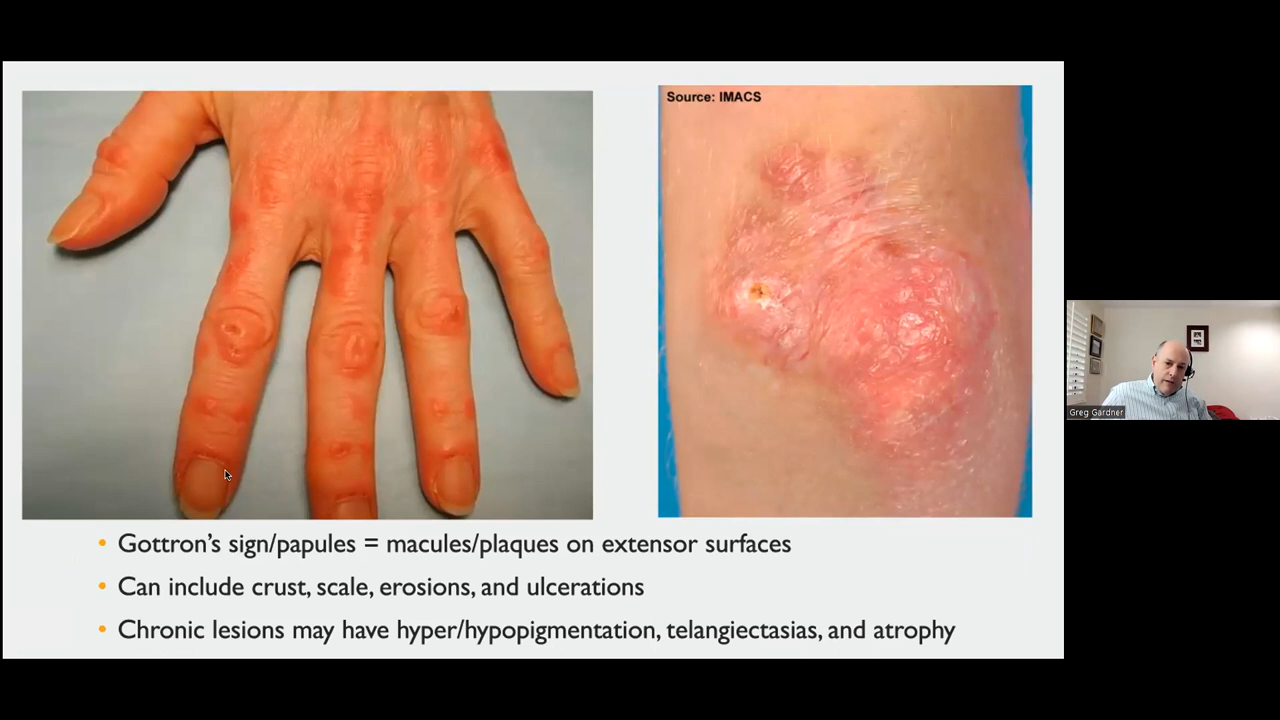 Source: IMACS
• Gottron's sign/papules = macules/plaques on extensor surfaces
• Can include crust, scale, erosions, and ulcerations
• Chronic lesions may have hyper/hypopigmentation, telangiectasias, and atrophy
Greg Gardner